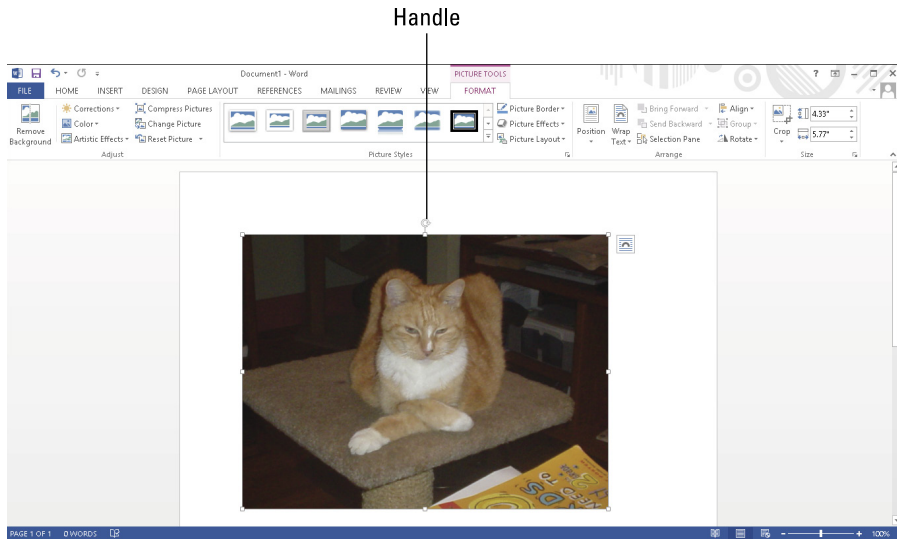 Handle
Document1 - Word
PICTURE TOOLS
FILE HOME INSERT DESIGN PAGE LAYOUT REFERENCES MAILINGS REVIEW VIEW FORMAT
Remove Background
Corrections
Color
Artistic Effects
Compress Pictures
Change Picture
Reset Picture
Adjust
Picture Styles
Picture Border
Picture Effects
Picture Layout
Position
Wrap Text
Bring Forward
Send Backward
Selection Pane
Align
Group
Rotate
Arrange
Crop
4.33"
5.77"
Size
NEED TO
PAGE 1 OF 1 0 WORDS
100%